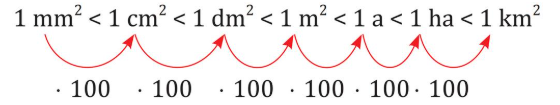 1 mm² < 1 cm² < 1 dm² < 1 m² < 1 a < 1 ha < 1 km²
· 100 · 100 · 100 · 100 · 100 · 100